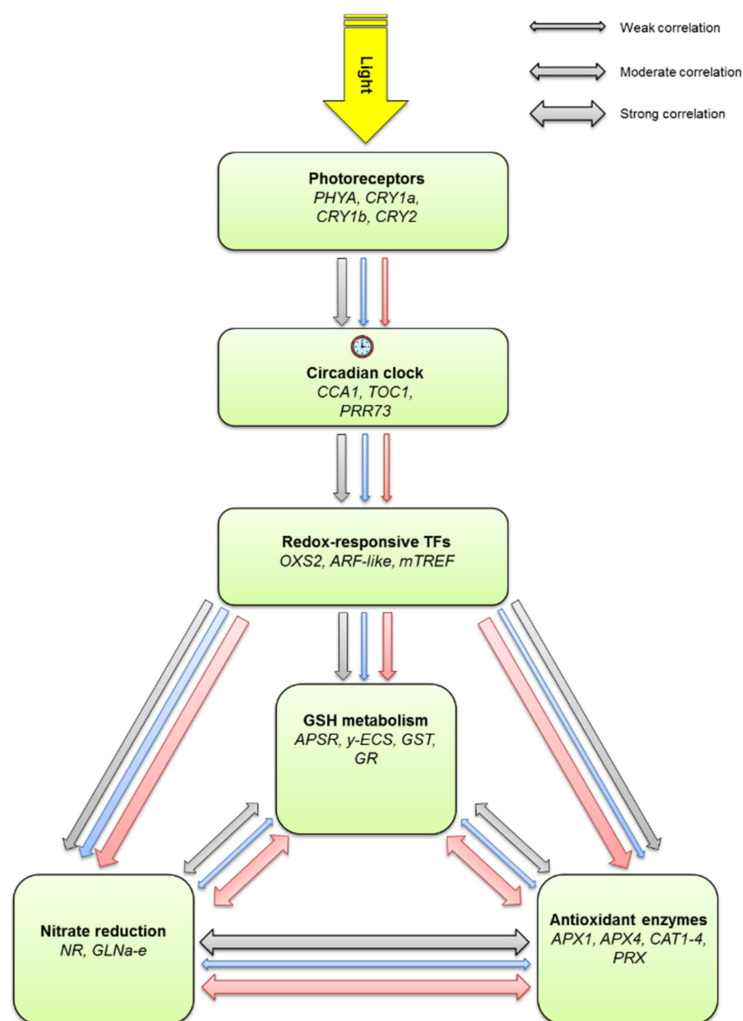 Light
Weak correlation
Moderate correlation
Strong correlation
Photoreceptors
PHYA, CRY1a,
CRY1b, CRY2
Circadian clock
CCA1, TOC1,
PRR73
Redox-responsive TFs
OXS2, ARF-like, mTREF
GSH metabolism
APSR, y-ECS, GST,
GR
Nitrate reduction
NR, GLNa-e
Antioxidant enzymes
APX1, APX4, CAT1-4,
PRX